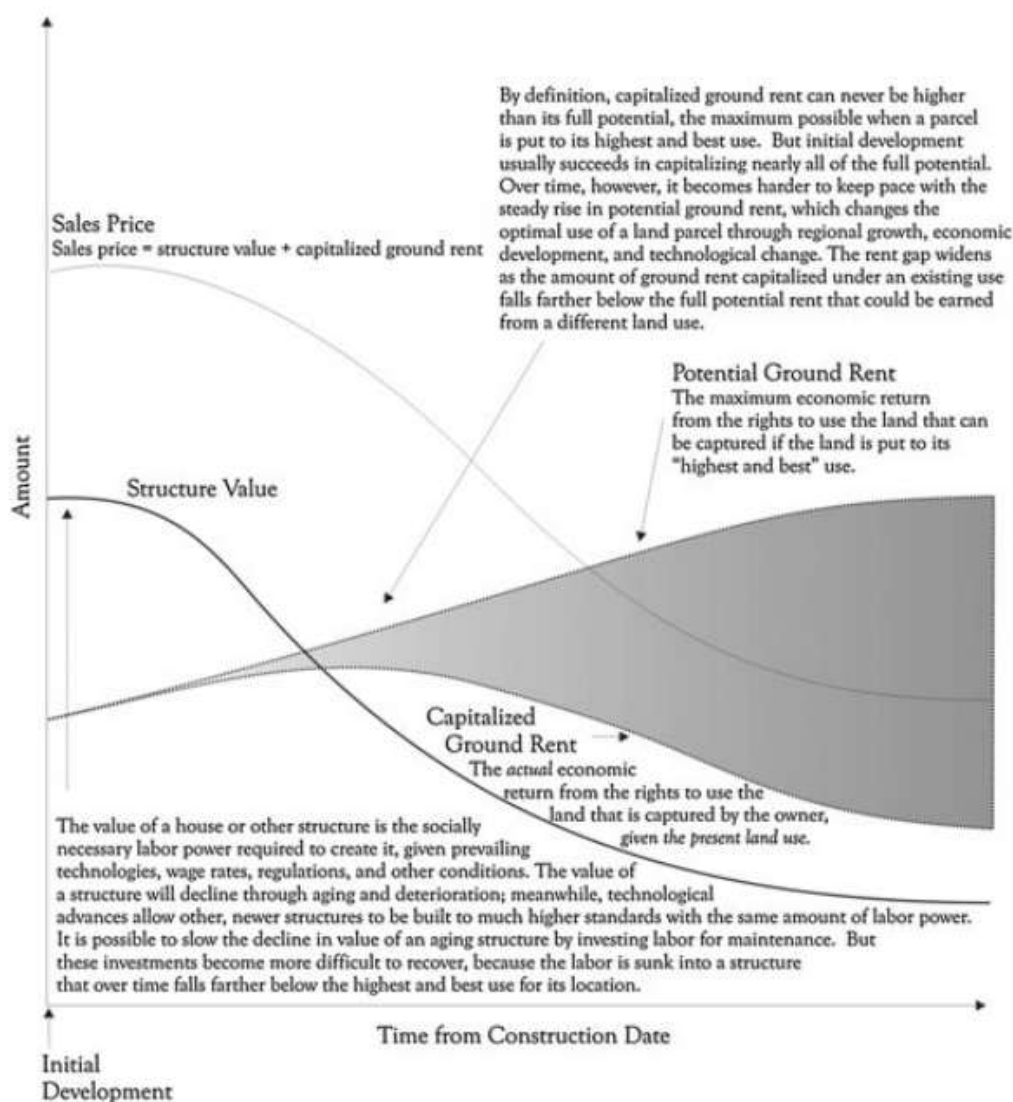 By definition, capitalized ground rent can never be higher
than its full potential, the maximum possible when a parcel
is put to its highest and best use.  But initial development
usually succeeds in capitalizing nearly all of the full potential.
Over time, however, it becomes harder to keep pace with the
steady rise in potential ground rent, which changes the
optimal use of a land parcel through regional growth, economic
development, and technological change. The rent gap widens
as the amount of ground rent capitalized under an existing use
falls farther below the full potential rent that could be earned
from a different land use.
Sales Price
Sales price = structure value + capitalized ground rent
Potential Ground Rent
The maximum economic return
from the rights to use the land that can
be captured if the land is put to its
"highest and best" use.
Amount
Structure Value
Capitalized
Ground Rent
The actual economic
return from the rights to use the
land that is captured by the owner,
given the present land use.
The value of a house or other structure is the socially
necessary labor power required to create it, given prevailing
technologies, wage rates, regulations, and other conditions. The value of
a structure will decline through aging and deterioration; meanwhile, technological
advances allow other, newer structures to be built to much higher standards with the same amount of labor power.
It is possible to slow the decline in value of an aging structure by investing labor for maintenance.  But
these investments become more difficult to recover, because the labor is sunk into a structure
that over time falls farther below the highest and best use for its location.
Time from Construction Date
Initial
Development